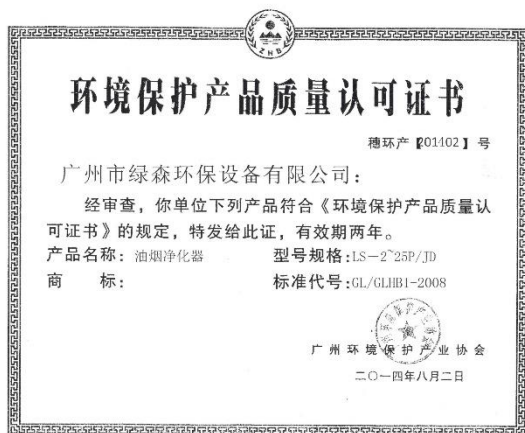 ZHB
环境保护产品质量认可证书
穗环产【201402】号
广州市绿森环保设备有限公司：
经审查，你单位下列产品符合《环境保护产品质量认
可证书》的规定，特发给此证，有效期两年。
产品名称：油烟净化器 型号规格：LS－2~25P/JD
商 标： 标准代号：GL/GLHB1-2008
广州环境保护产业协会
二〇一四年八月二日